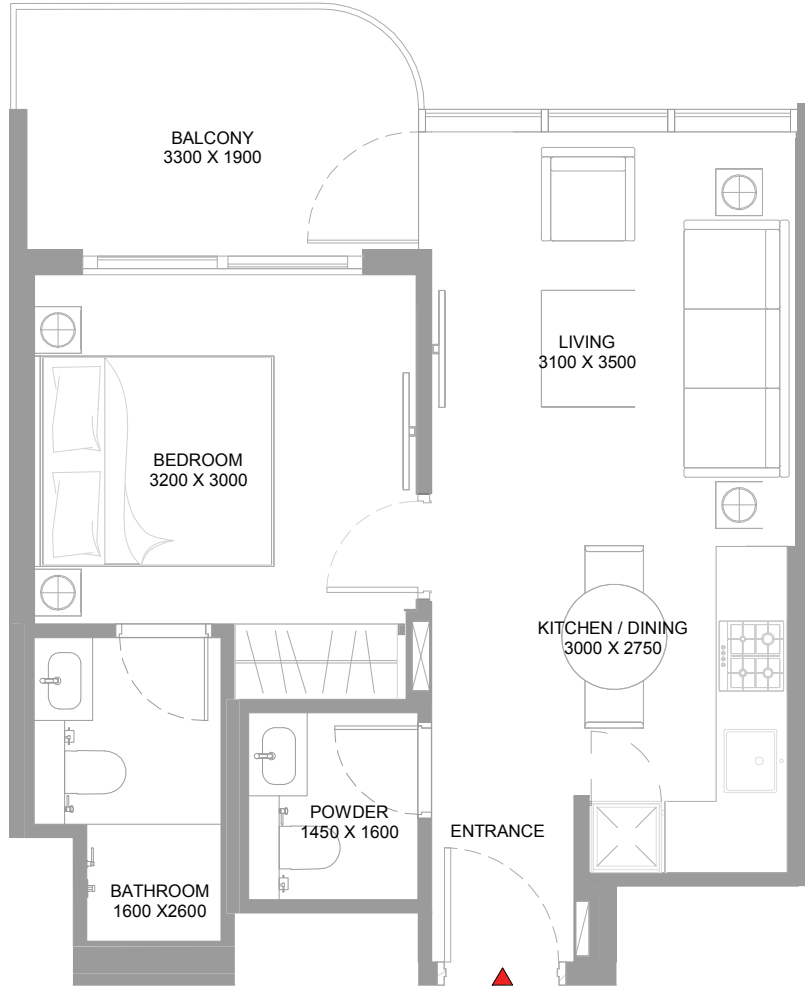 BALCONY
3300 X 1900
LIVING
3100 X 3500
BEDROOM
3200 X 3000
KITCHEN / DINING
3000 X 2750
POWDER
1450 X 1600
ENTRANCE
BATHROOM
1600 X2600